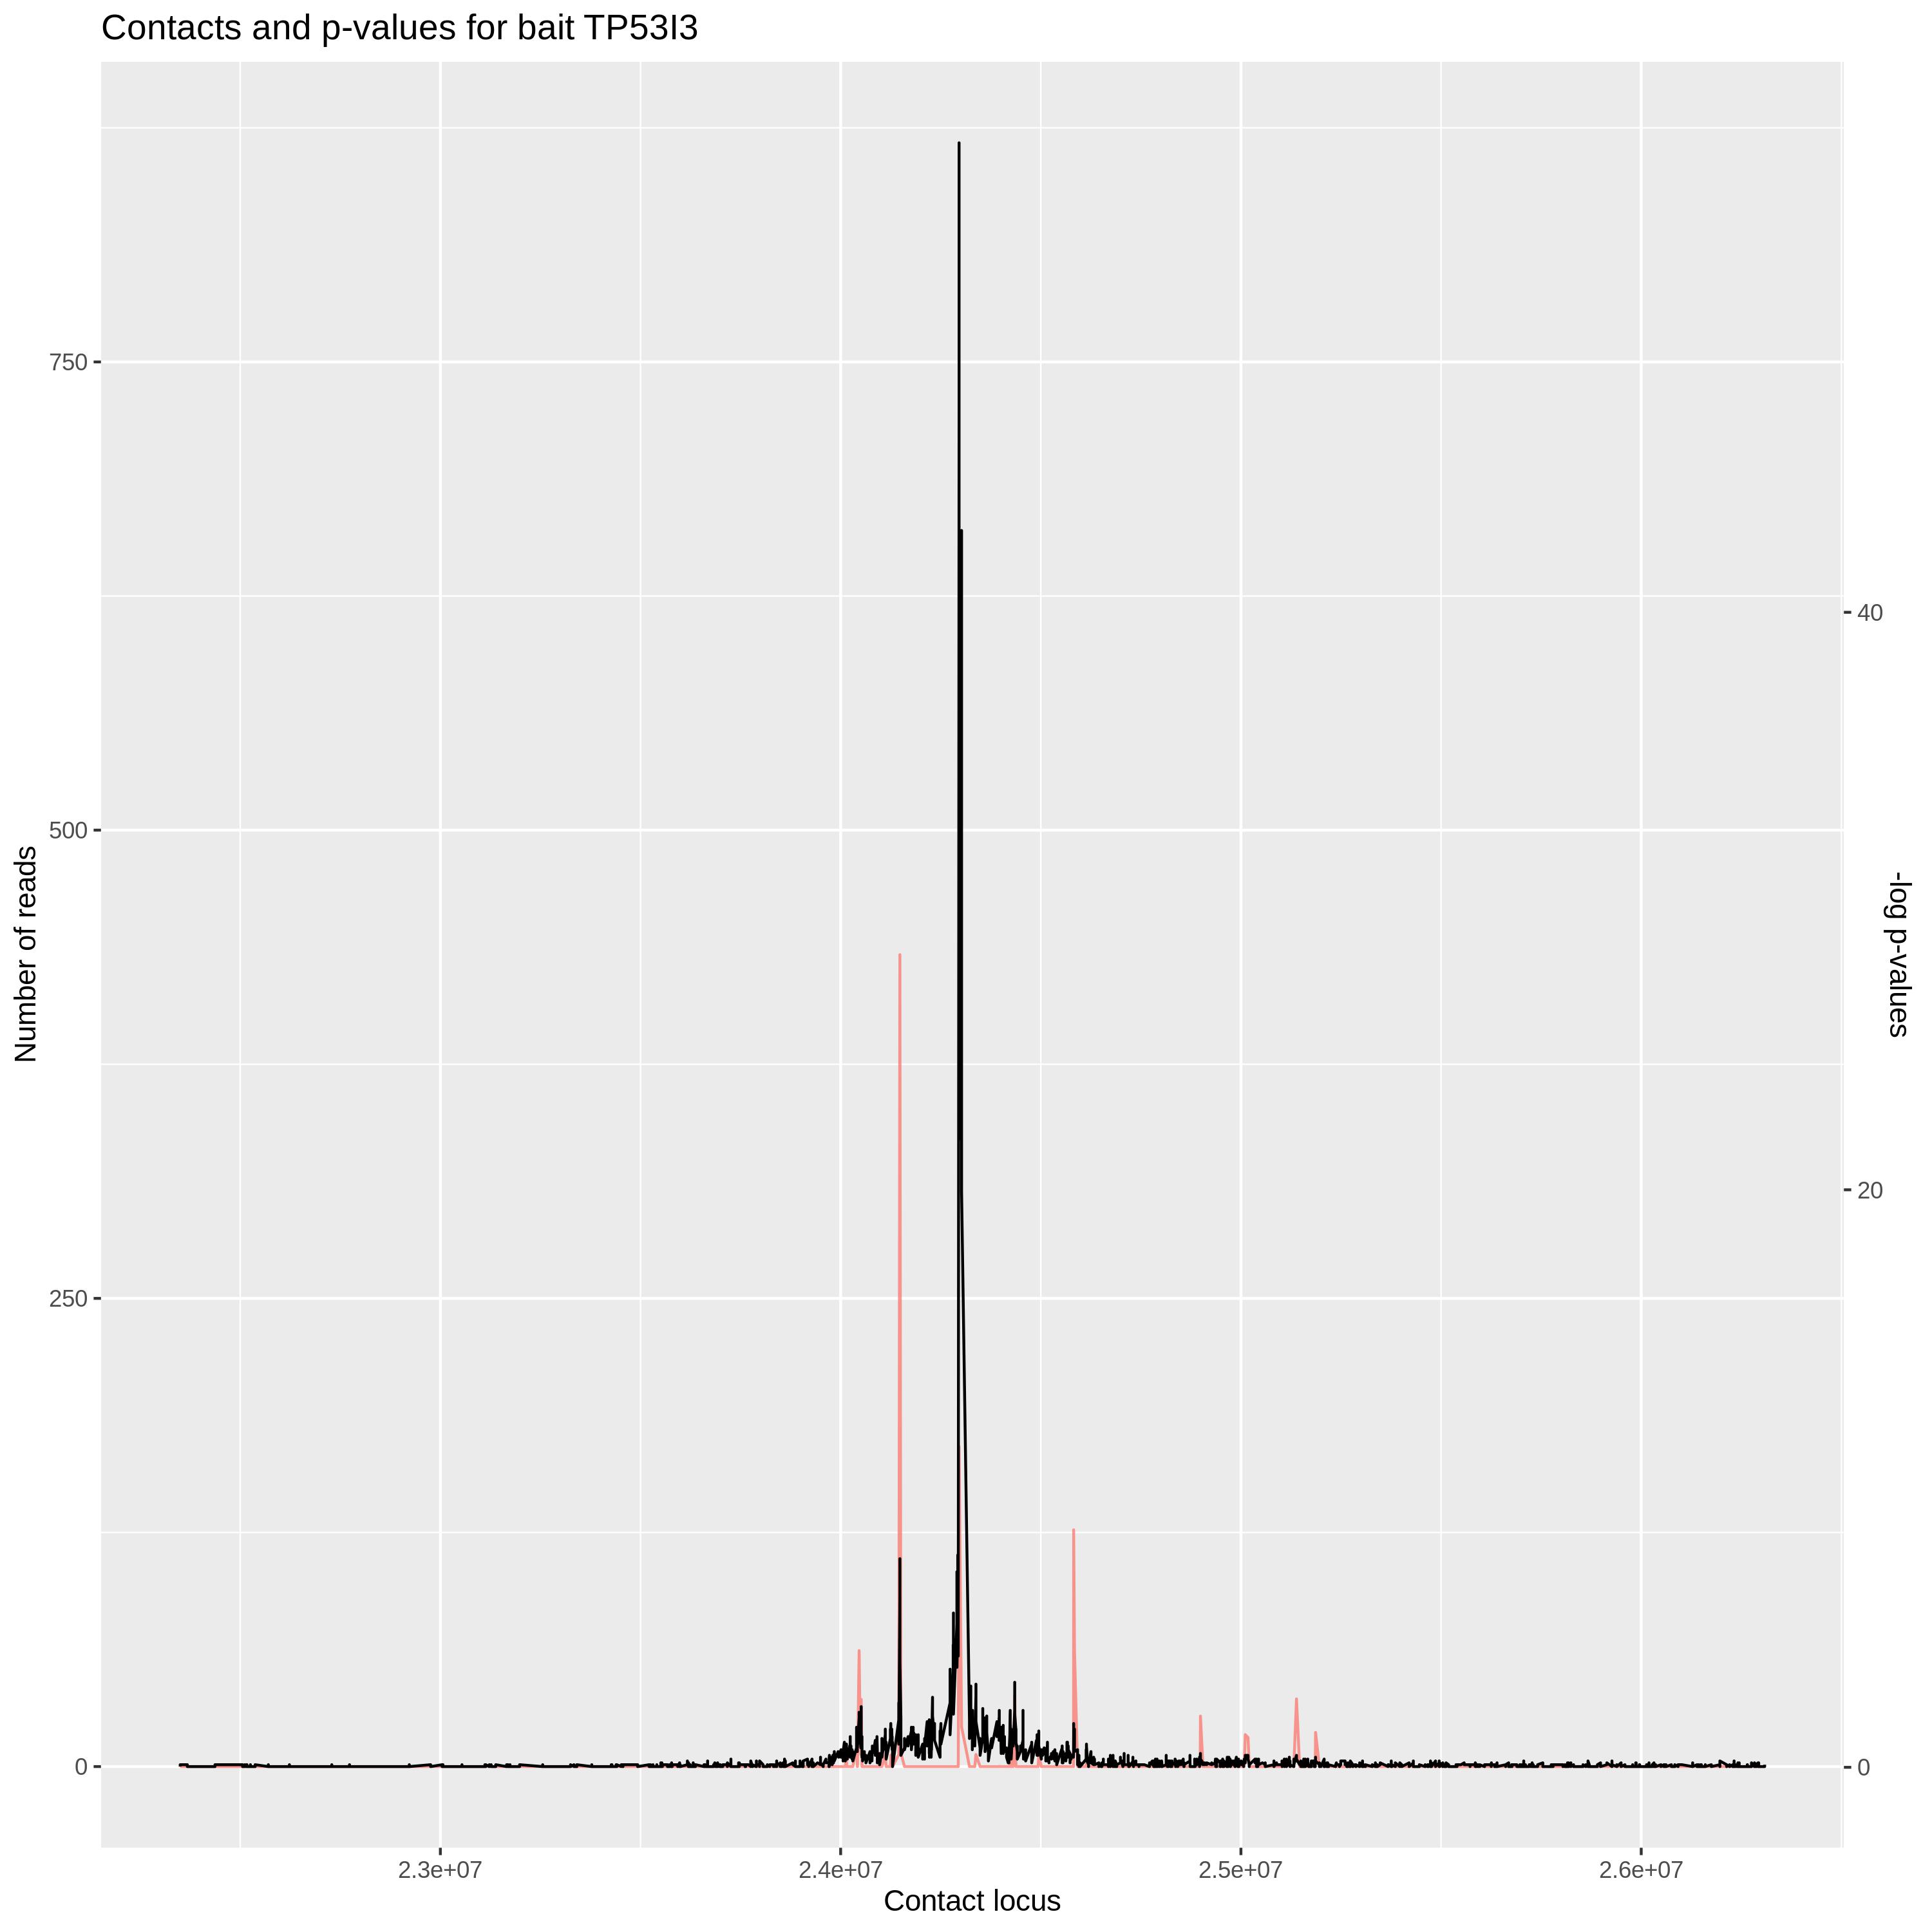 Contacts and p-values for bait TP53I3
Number of reads
750
500
250
0
40
20
0
-log p-values
2.3e+07
2.4e+07
2.5e+07
2.6e+07
Contact locus